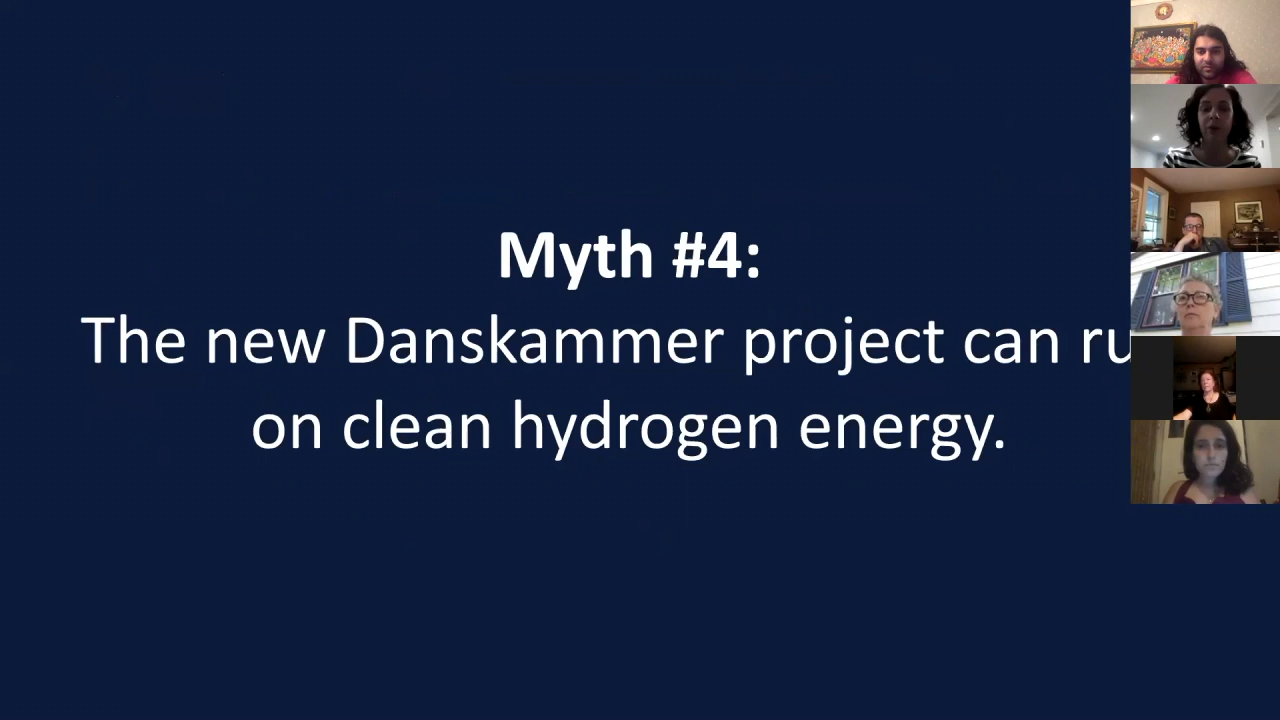 Myth #4:
The new Danskammer project can ru
on clean hydrogen energy.